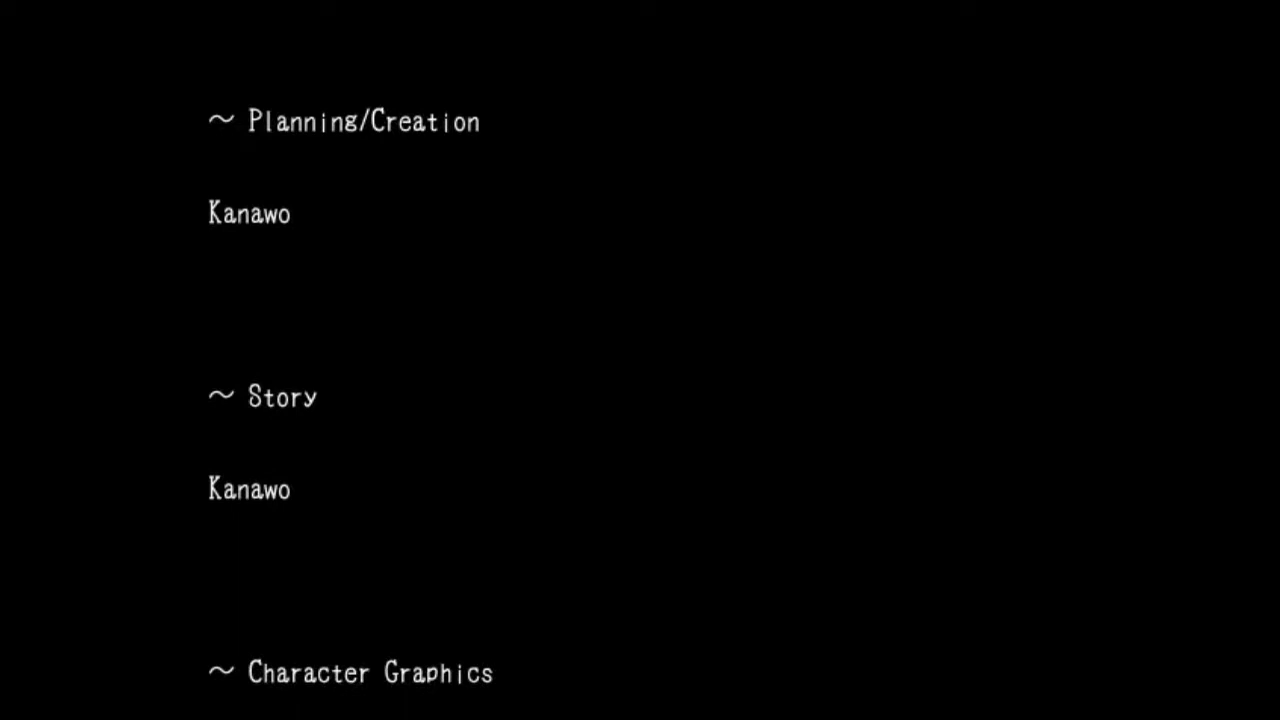 ～ Planning/Creation
Kanawo
～ Story
Kanawo
～ Character Graphics